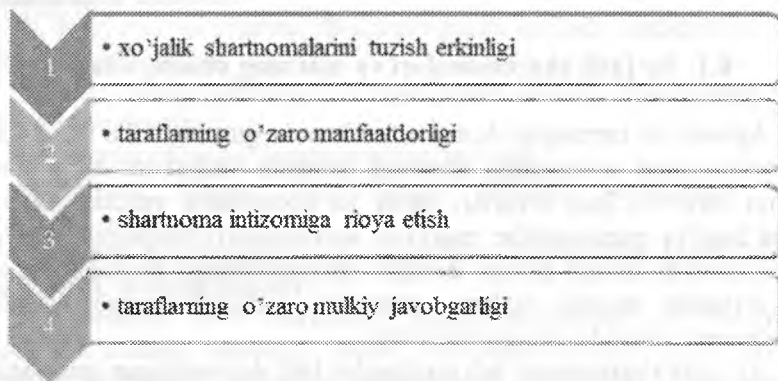 1
• xo'jalik shartnomalarini tuzish erkinligi
2
• taraflarning o'zaro manfaatdorligi
3
• shartnoma intizomiga rioya etish
4
• taraflarning o'zaro mulkiy javobgarligi